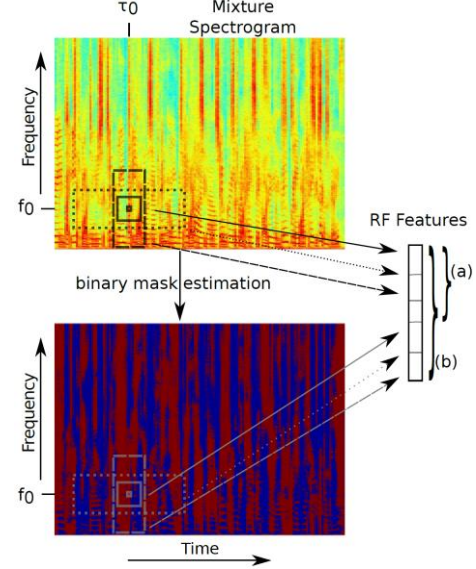 τ0
Mixture
Spectrogram
Frequency
f0
RF Features
(a)
(b)
binary mask estimation
Frequency
f0
Time